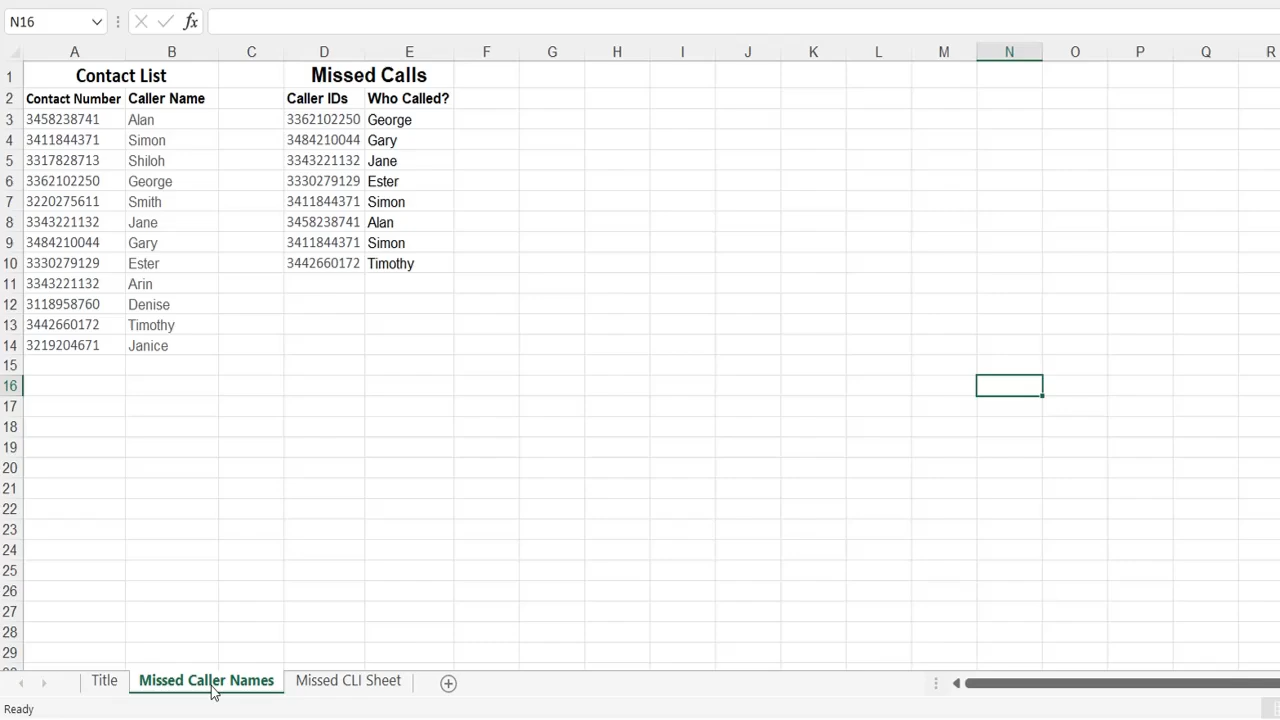 N16 fx
A B C D E F G H I J K L M N O P Q R
1 Contact List Missed Calls
2 Contact Number Caller Name Caller IDs Who Called?
3 3458238741 Alan 3362102250 George
4 3411844371 Simon 3484210044 Gary
5 3317828713 Shiloh 3343221132 Jane
6 3362102250 George 3330279129 Ester
7 3220275611 Smith 3411844371 Simon
8 3343221132 Jane 3458238741 Alan
9 3484210044 Gary 3411844371 Simon
10 3330279129 Ester 3442660172 Timothy
11 3343221132 Arin
12 3118958760 Denise
13 3442660172 Timothy
14 3219204671 Janice
15
16
17
18
19
20
21
22
23
24
25
26
27
28
29
Title Missed Caller Names Missed CLI Sheet
Ready